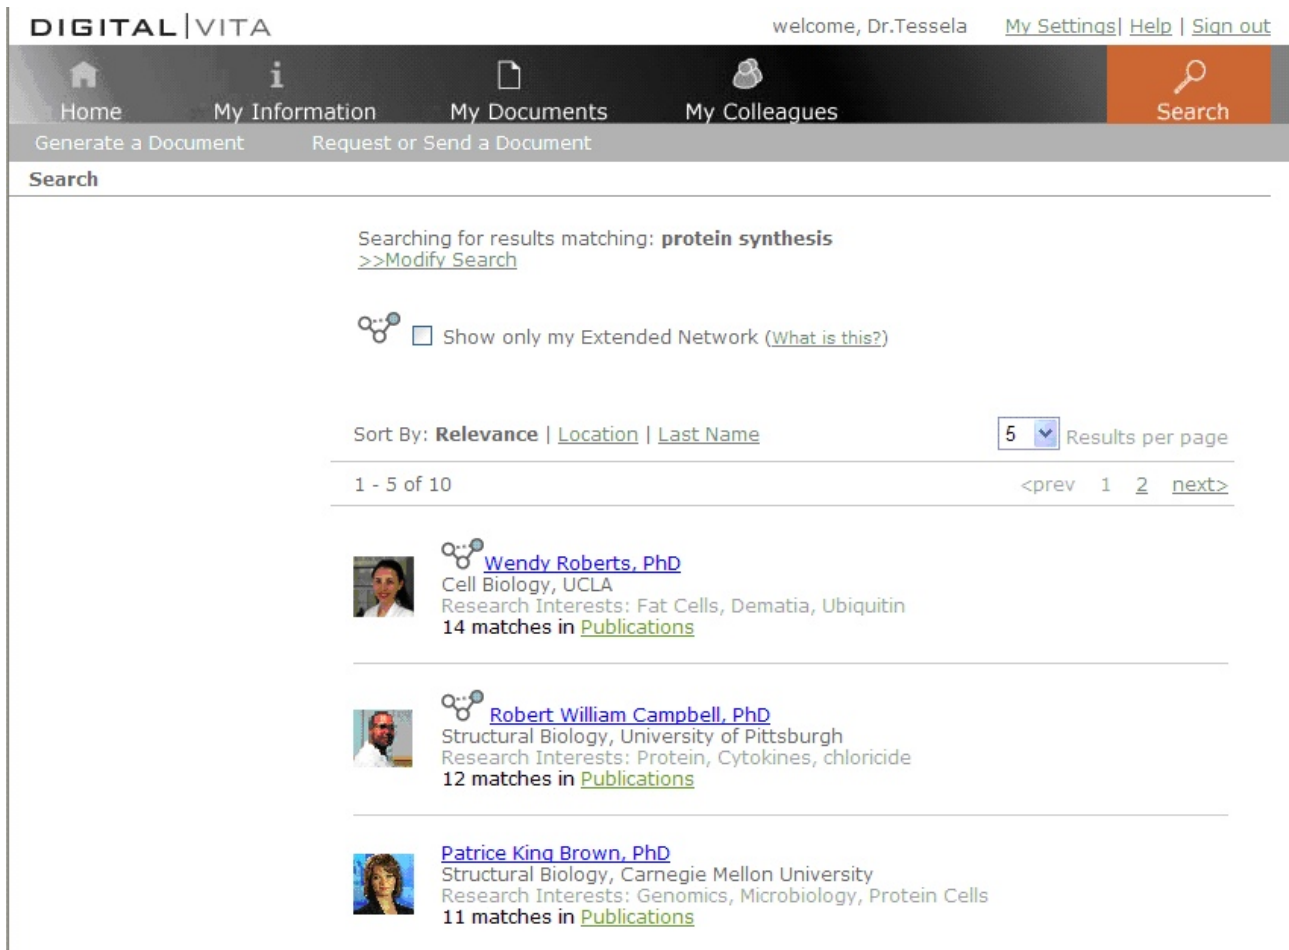 DIGITAL|VITA
welcome, Dr.Tessela My Settings| Help | Sign out
Home My Information My Documents My Colleagues Search
Generate a Document Request or Send a Document
Search
Searching for results matching: protein synthesis
>>Modify Search
Show only my Extended Network (What is this?)
Sort By: Relevance | Location | Last Name 5 Results per page
1 - 5 of 10 <prev 1 2 next>
Wendy Roberts, PhD
Cell Biology, UCLA
Research Interests: Fat Cells, Dematia, Ubiquitin
14 matches in Publications
Robert William Campbell, PhD
Structural Biology, University of Pittsburgh
Research Interests: Protein, Cytokines, chloricide
12 matches in Publications
Patrice King Brown, PhD
Structural Biology, Carnegie Mellon University
Research Interests: Genomics, Microbiology, Protein Cells
11 matches in Publications